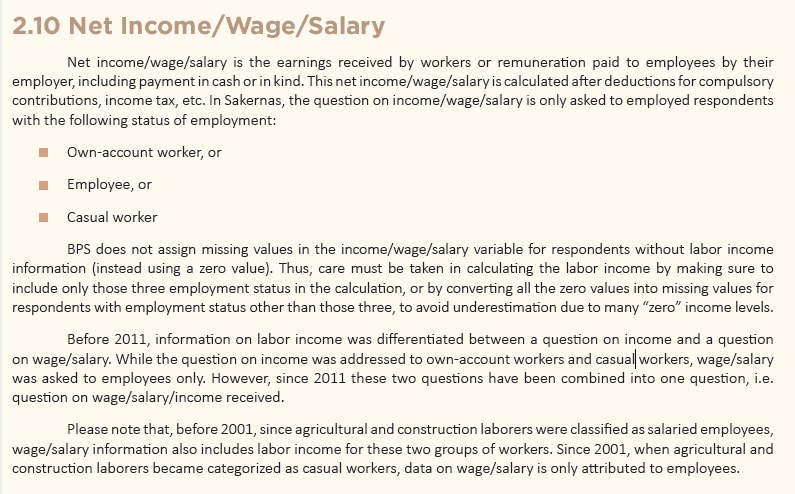 2.10 Net Income/Wage/Salary
Net income/wage/salary is the earnings received by workers or remuneration paid to employees by their
employer, including payment in cash or in kind. This net income/wage/salary is calculated after deductions for compulsory
contributions, income tax, etc. In Sakernas, the question on income/wage/salary is only asked to employed respondents
with the following status of employment:
Own-account worker, or
Employee, or
Casual worker
BPS does not assign missing values in the income/wage/salary variable for respondents without labor income
information (instead using a zero value). Thus, care must be taken in calculating the labor income by making sure to
include only those three employment status in the calculation, or by converting all the zero values into missing values for
respondents with employment status other than those three, to avoid underestimation due to many “zero” income levels.
Before 2011, information on labor income was differentiated between a question on income and a question
on wage/salary. While the question on income was addressed to own-account workers and casual workers, wage/salary
was asked to employees only. However, since 2011 these two questions have been combined into one question, i.e.
question on wage/salary/income received.
Please note that, before 2001, since agricultural and construction laborers were classified as salaried employees,
wage/salary information also includes labor income for these two groups of workers. Since 2001, when agricultural and
construction laborers became categorized as casual workers, data on wage/salary is only attributed to employees.